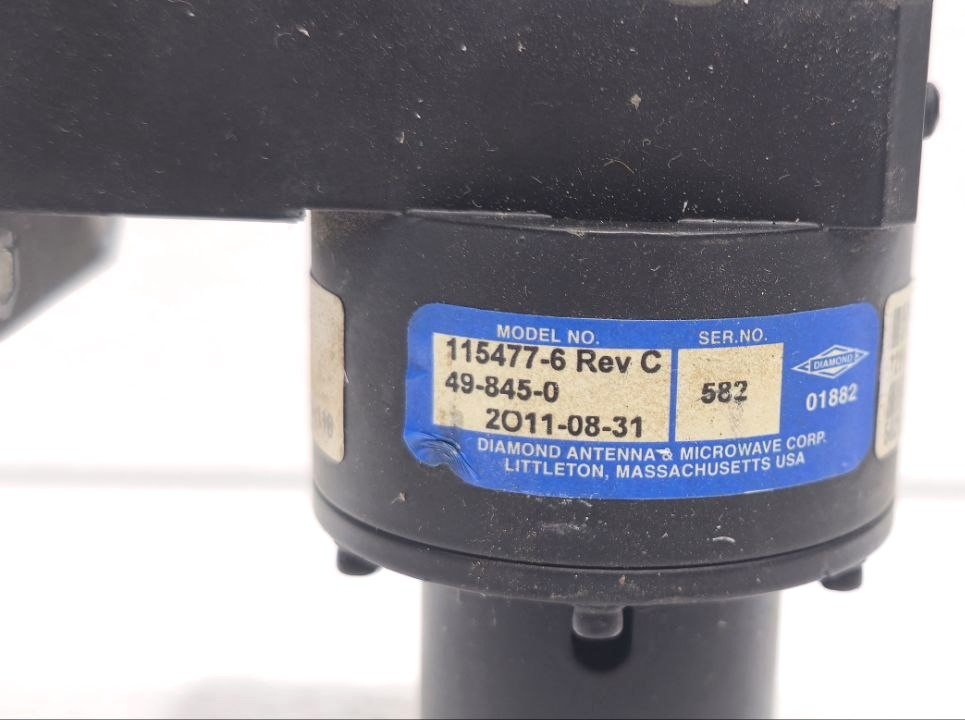 MODEL NO.
115477-6 Rev C
49-845-0
2011-08-31
SER.NO.
582
DIAMOND
01882
DIAMOND ANTENNA & MICROWAVE CORP.
LITTLETON, MASSACHUSETTS USA